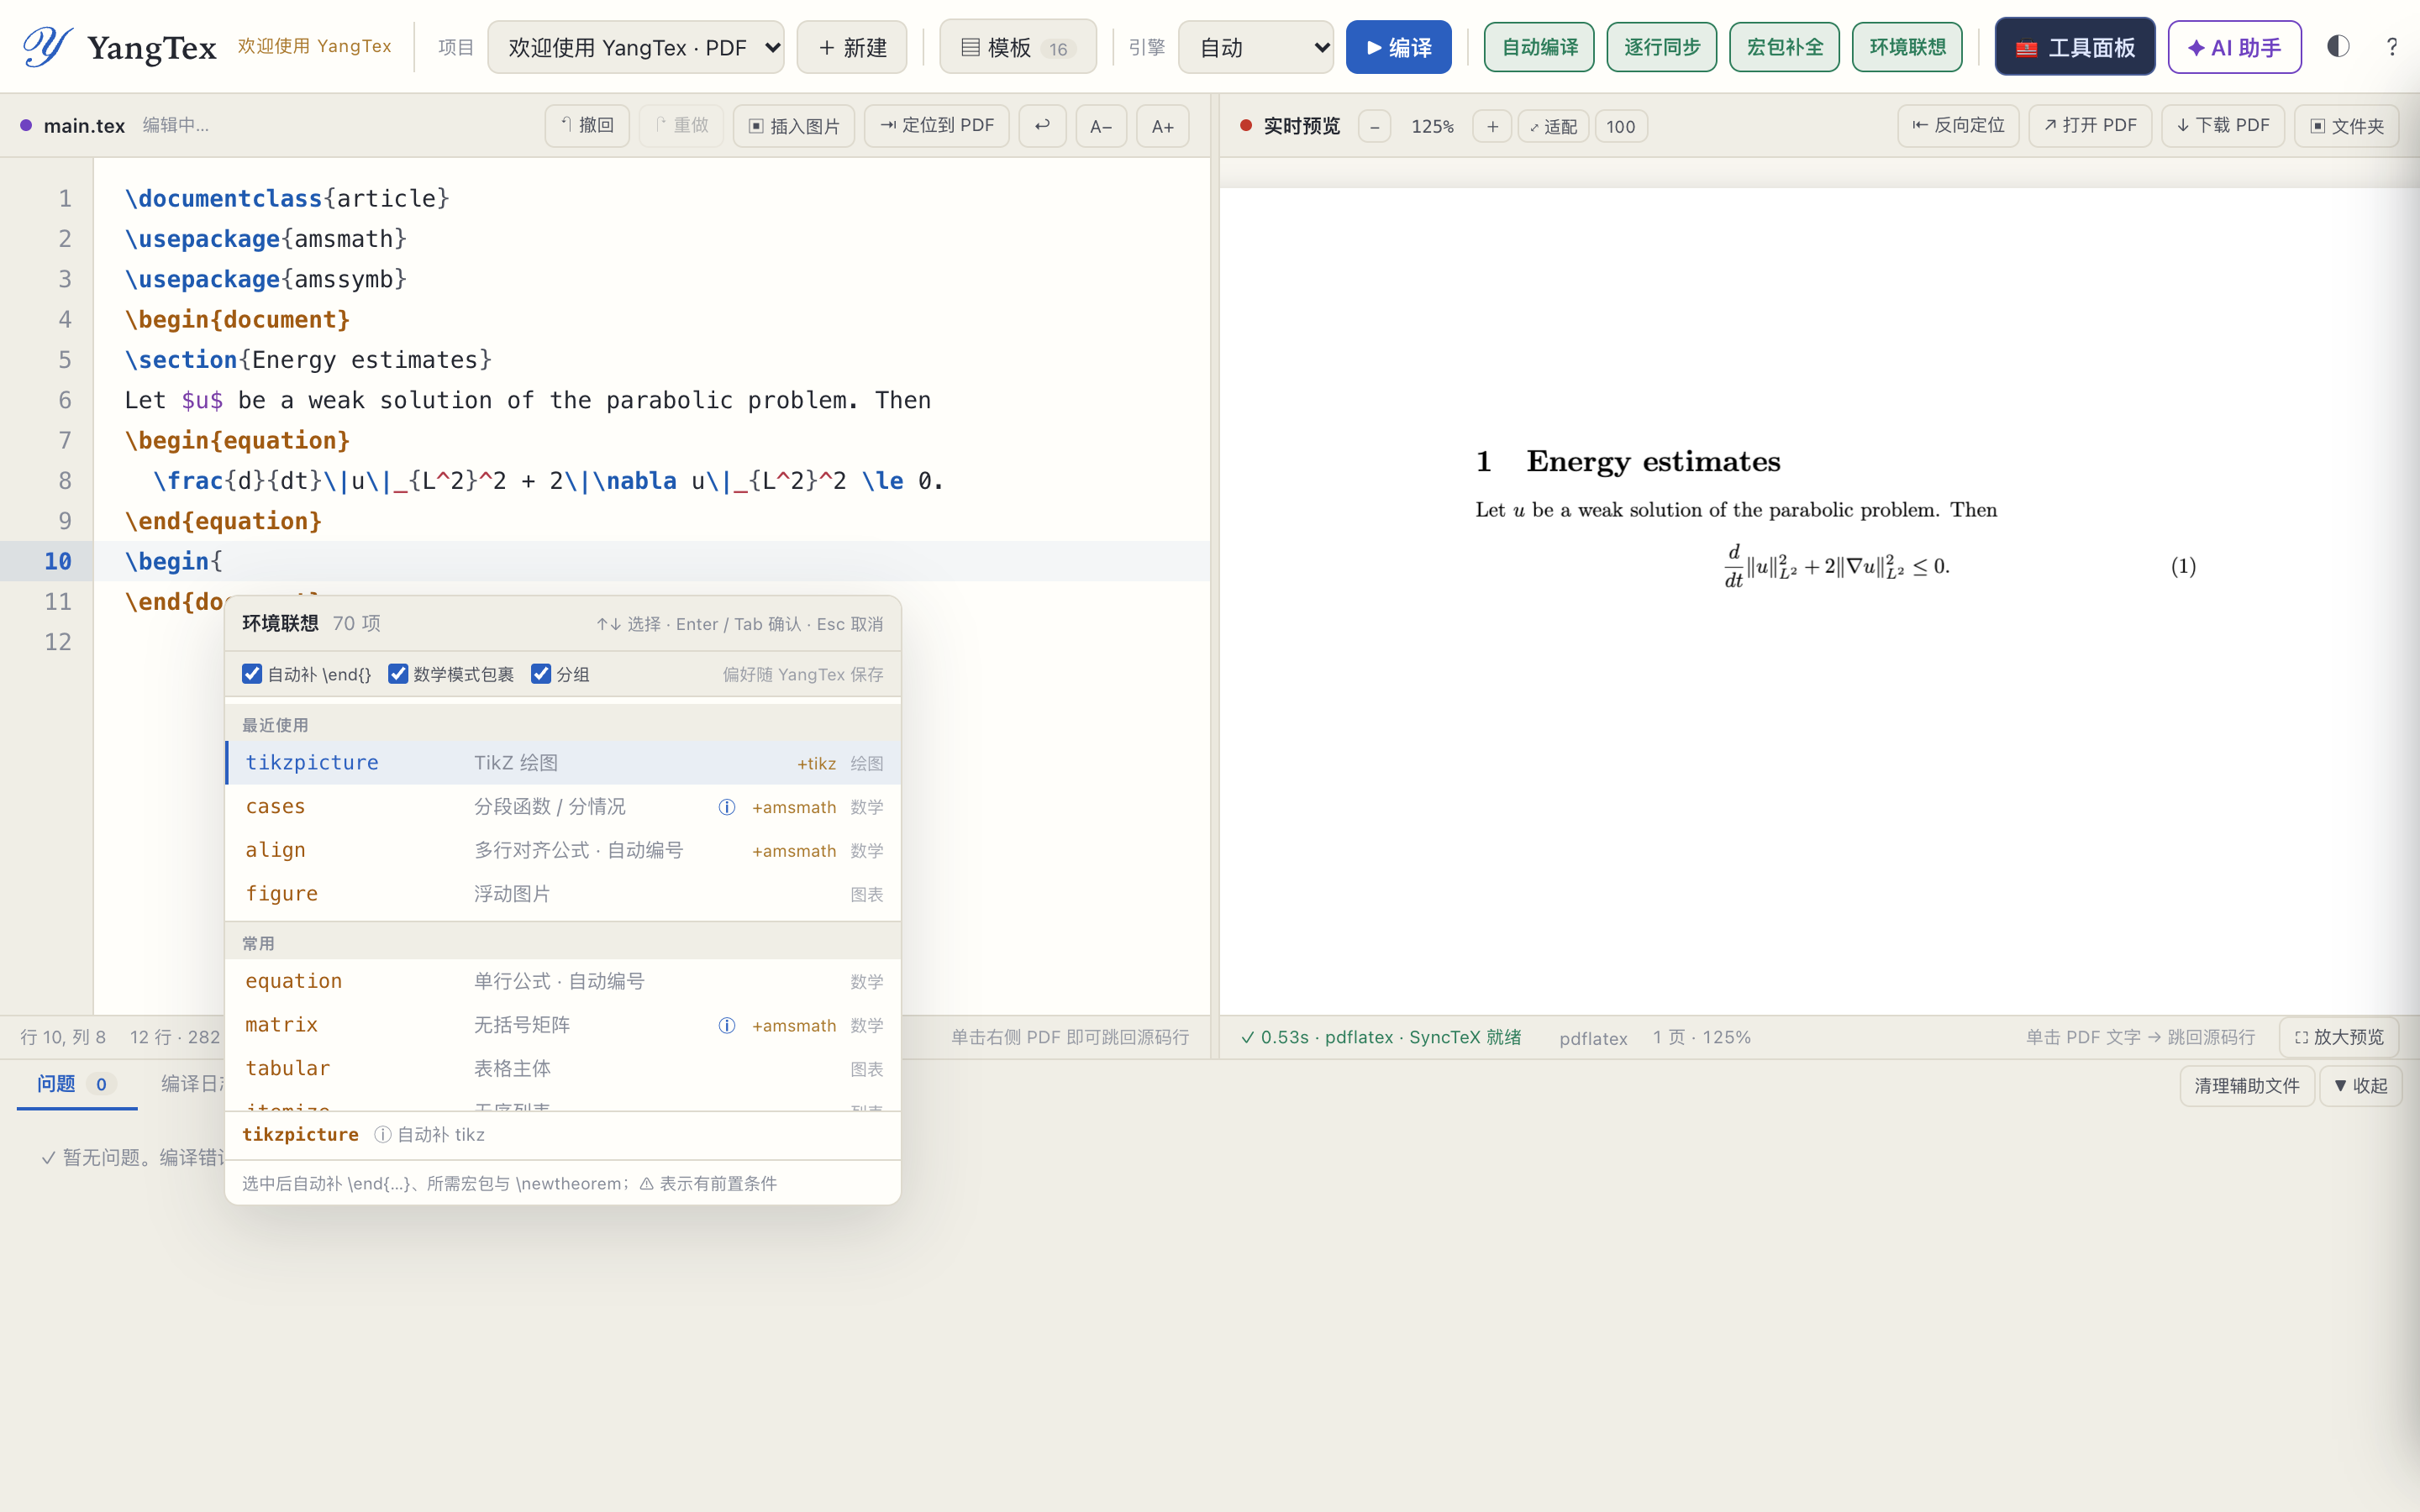 YangTex 欢迎使用 YangTex 项目 欢迎使用 YangTex · PDF + 新建 模板 16 引擎 自动 ▶ 编译 自动编译 逐行同步 宏包补全 环境联想 工具面板 AI 助手 ?
main.tex 编辑中… 撤回 重做 插入图片 定位到 PDF A− A+
实时预览 − 125% + 适配 100 反向定位 打开 PDF 下载 PDF 文件夹
1 \documentclass{article}
2 \usepackage{amsmath}
3 \usepackage{amssymb}
4 \begin{document}
5 \section{Energy estimates}
6 Let $u$ be a weak solution of the parabolic problem. Then
7 \begin{equation}
8 \frac{d}{dt}\|u\|_{L^2}^2 + 2\|\nabla u\|_{L^2}^2 \le 0.
9 \end{equation}
10 \begin{
11 \end{do
12
环境联想 70 项 ↑↓ 选择 · Enter / Tab 确认 · Esc 取消
自动补 \end{} 数学模式包裹 分组 偏好随 YangTex 保存
最近使用
tikzpicture TikZ 绘图 +tikz 绘图
cases 分段函数 / 分情况 ⓘ +amsmath 数学
align 多行对齐公式 · 自动编号 +amsmath 数学
figure 浮动图片 图表
常用
equation 单行公式 · 自动编号 数学
matrix 无括号矩阵 ⓘ +amsmath 数学
tabular 表格主体 图表
tikzpicture ⓘ 自动补 tikz
选中后自动补 \end{…}、所需宏包与 \newtheorem；⚠ 表示有前置条件
1 Energy estimates
Let u be a weak solution of the parabolic problem. Then
d/dt ‖u‖²_{L²} + 2‖∇u‖²_{L²} ≤ 0. (1)
行 10, 列 8 12 行 · 282 单击右侧 PDF 即可跳回源码行
✓ 0.53s · pdflatex · SyncTeX 就绪 pdflatex 1 页 · 125% 单击 PDF 文字 → 跳回源码行 放大预览
问题 0 编译日 清理辅助文件 ▼ 收起
✓ 暂无问题。编译错